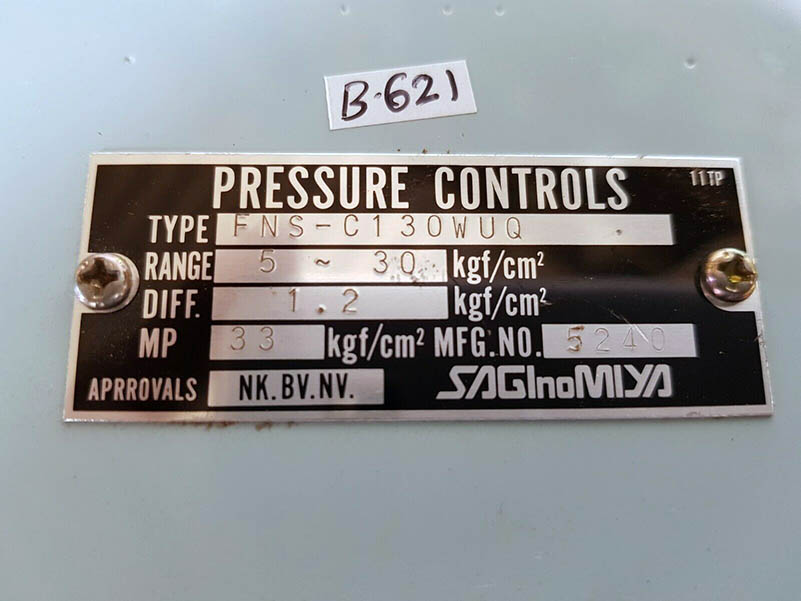 B.621
PRESSURE CONTROLS 11TP
TYPE FNS-C130WUQ
RANGE 5 ~ 30 kgf/cm²
DIFF. 1.2 kgf/cm²
MP 33 kgf/cm² MFG.NO. 5240
APRROVALS NK.BV.NV. SAGInoMIYA